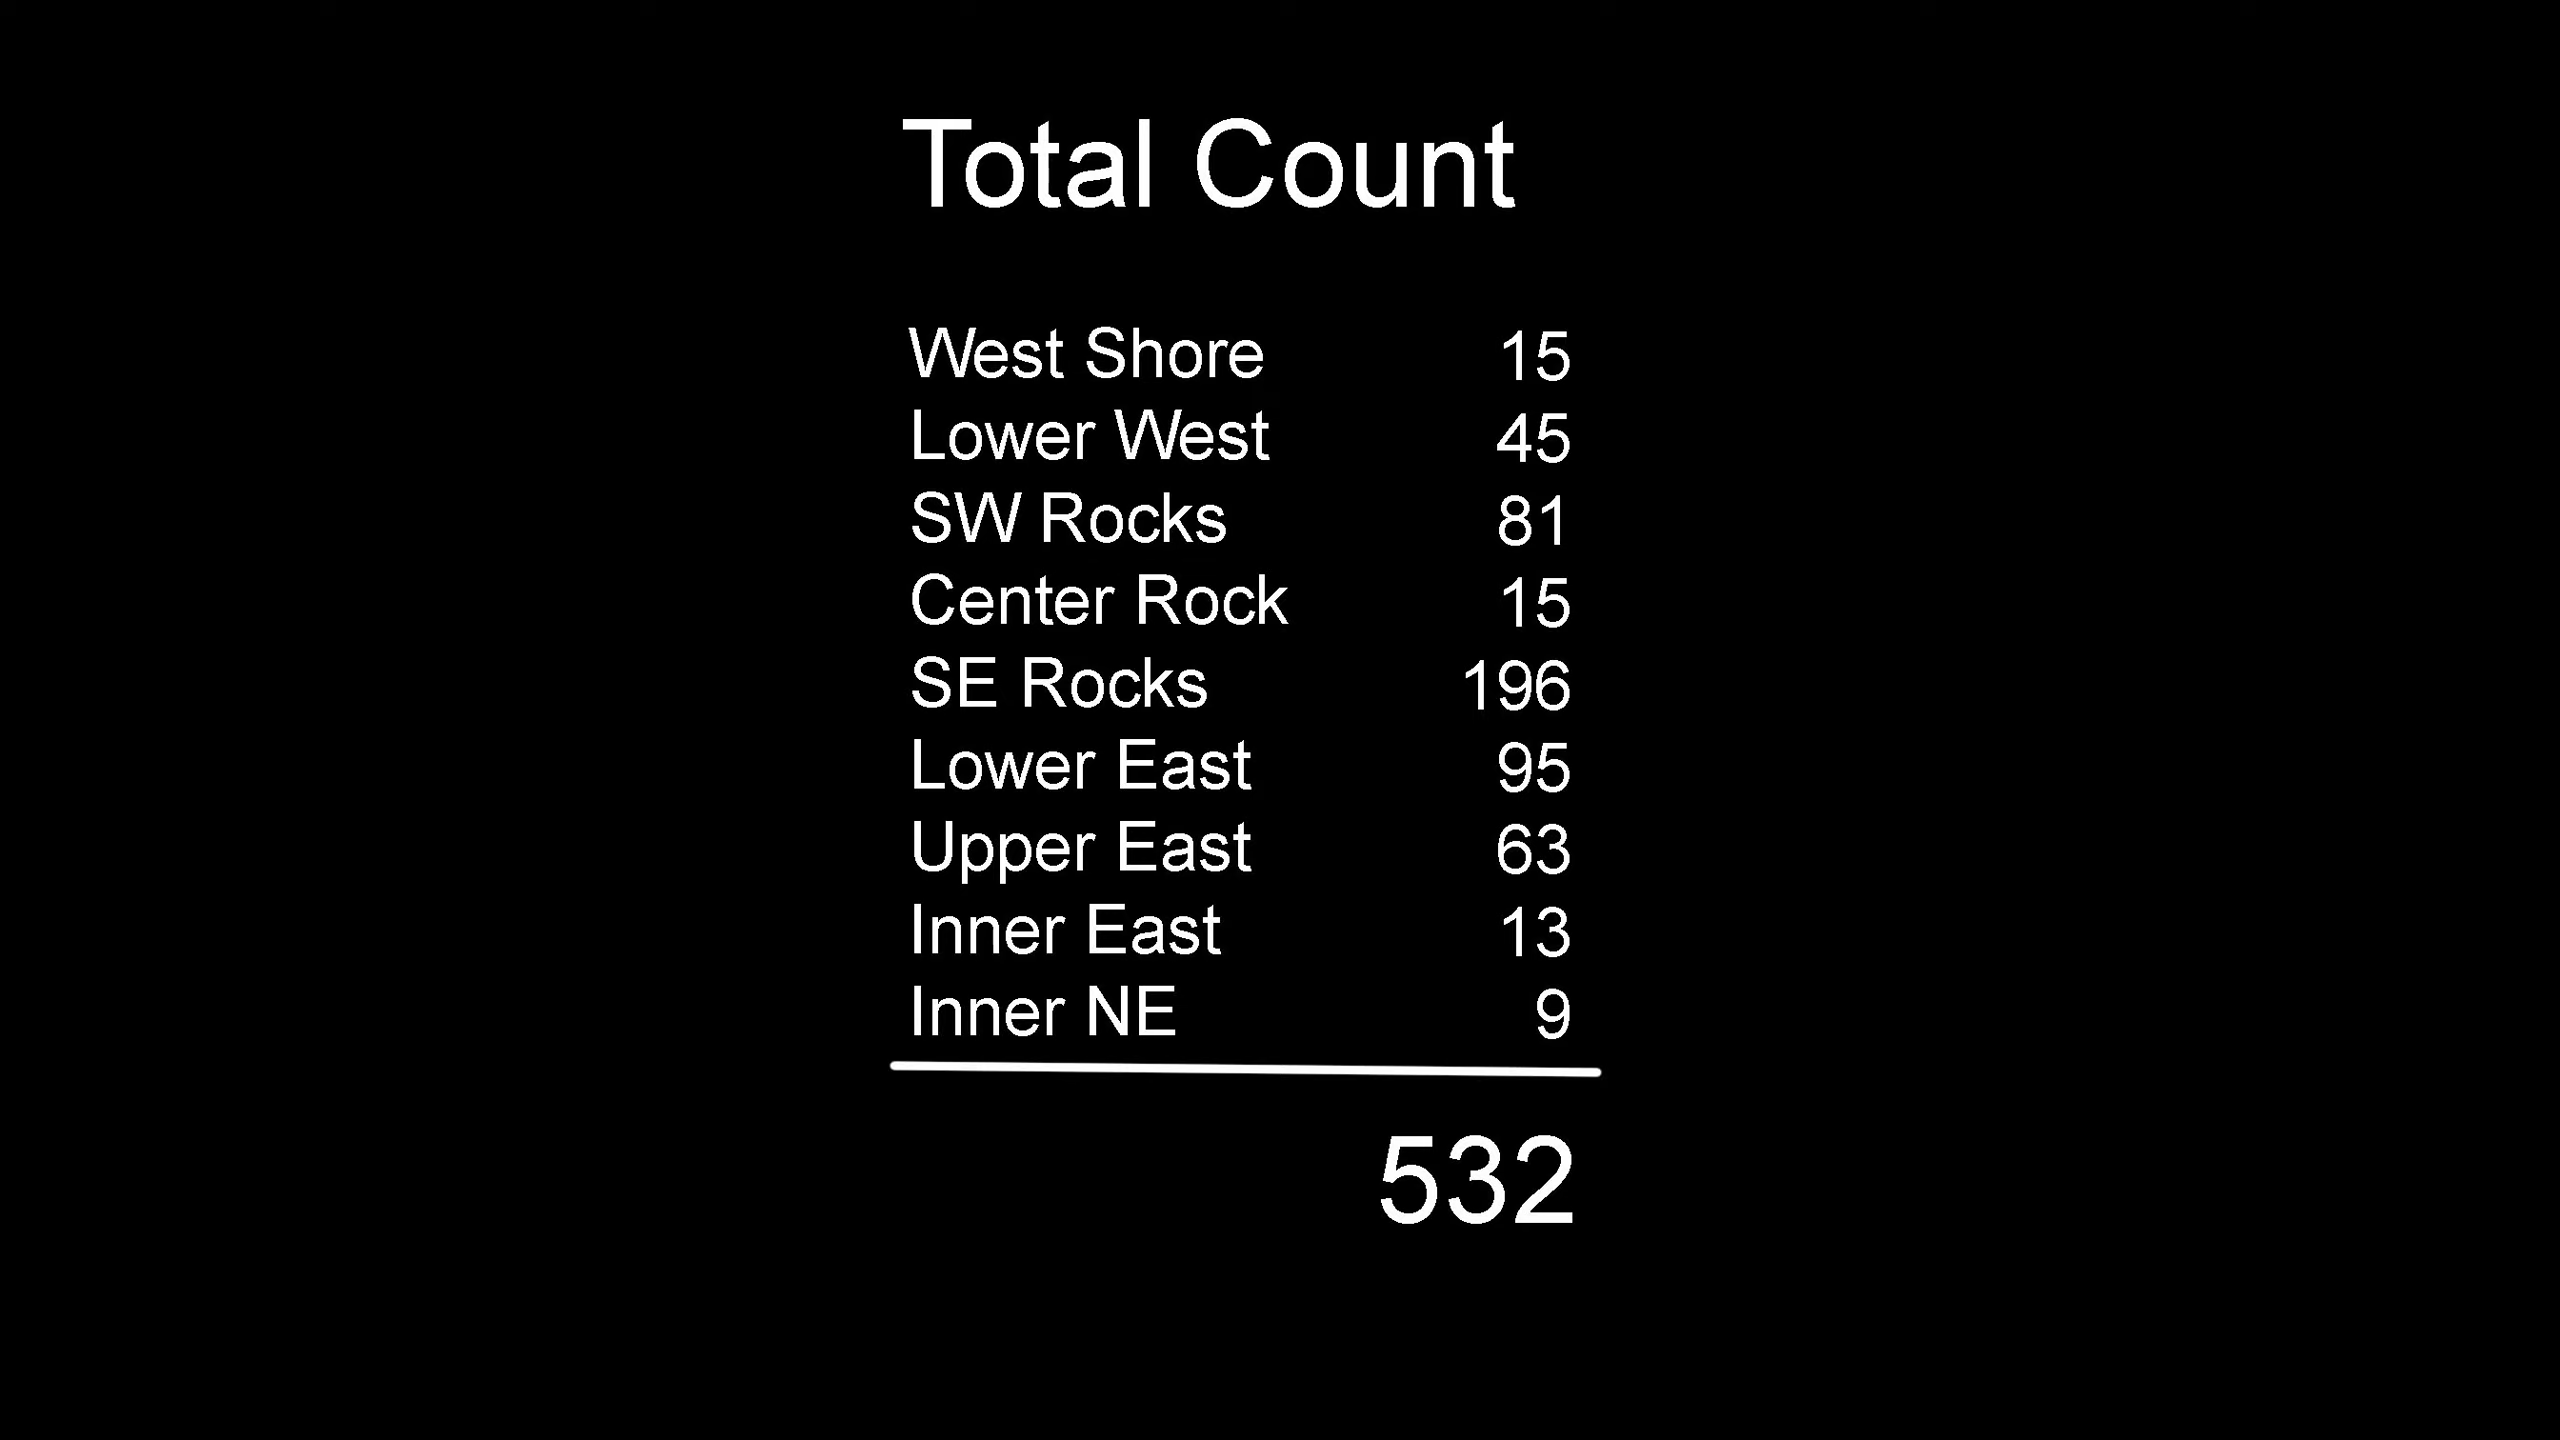 Total Count
West Shore 15
Lower West 45
SW Rocks 81
Center Rock 15
SE Rocks 196
Lower East 95
Upper East 63
Inner East 13
Inner NE 9
532